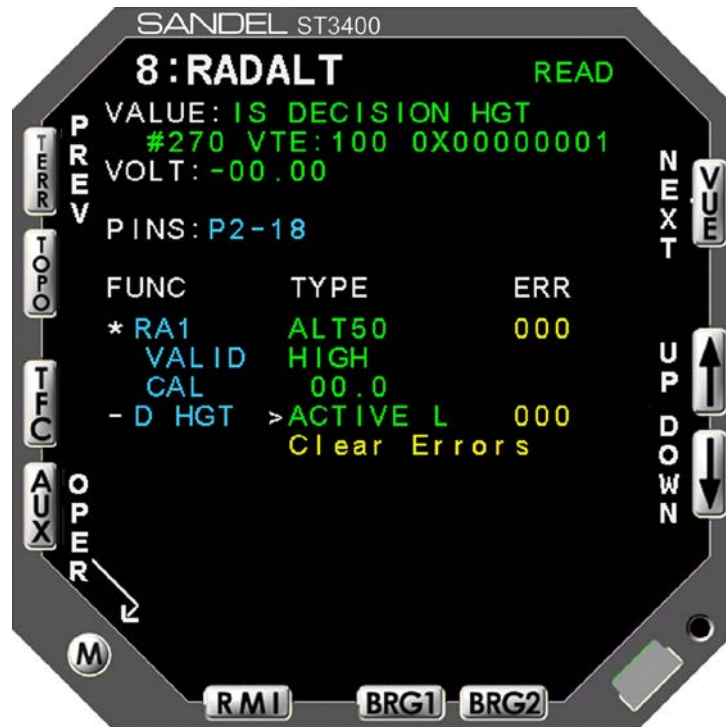 SANDEL ST3400
8:RADALT READ
VALUE: IS DECISION HGT
#270 VTE:100 0X00000001
VOLT:-00.00
PINS:P2-18
FUNC TYPE ERR
*RA1 ALT50 000
VALID HIGH
CAL 00.0
-D HGT >ACTIVE L 000
Clear Errors
PREV
TERR
TOPO
TFC
AUX
OPER
NEXT
VUE
UP
DOWN
M
RMI BRG1 BRG2